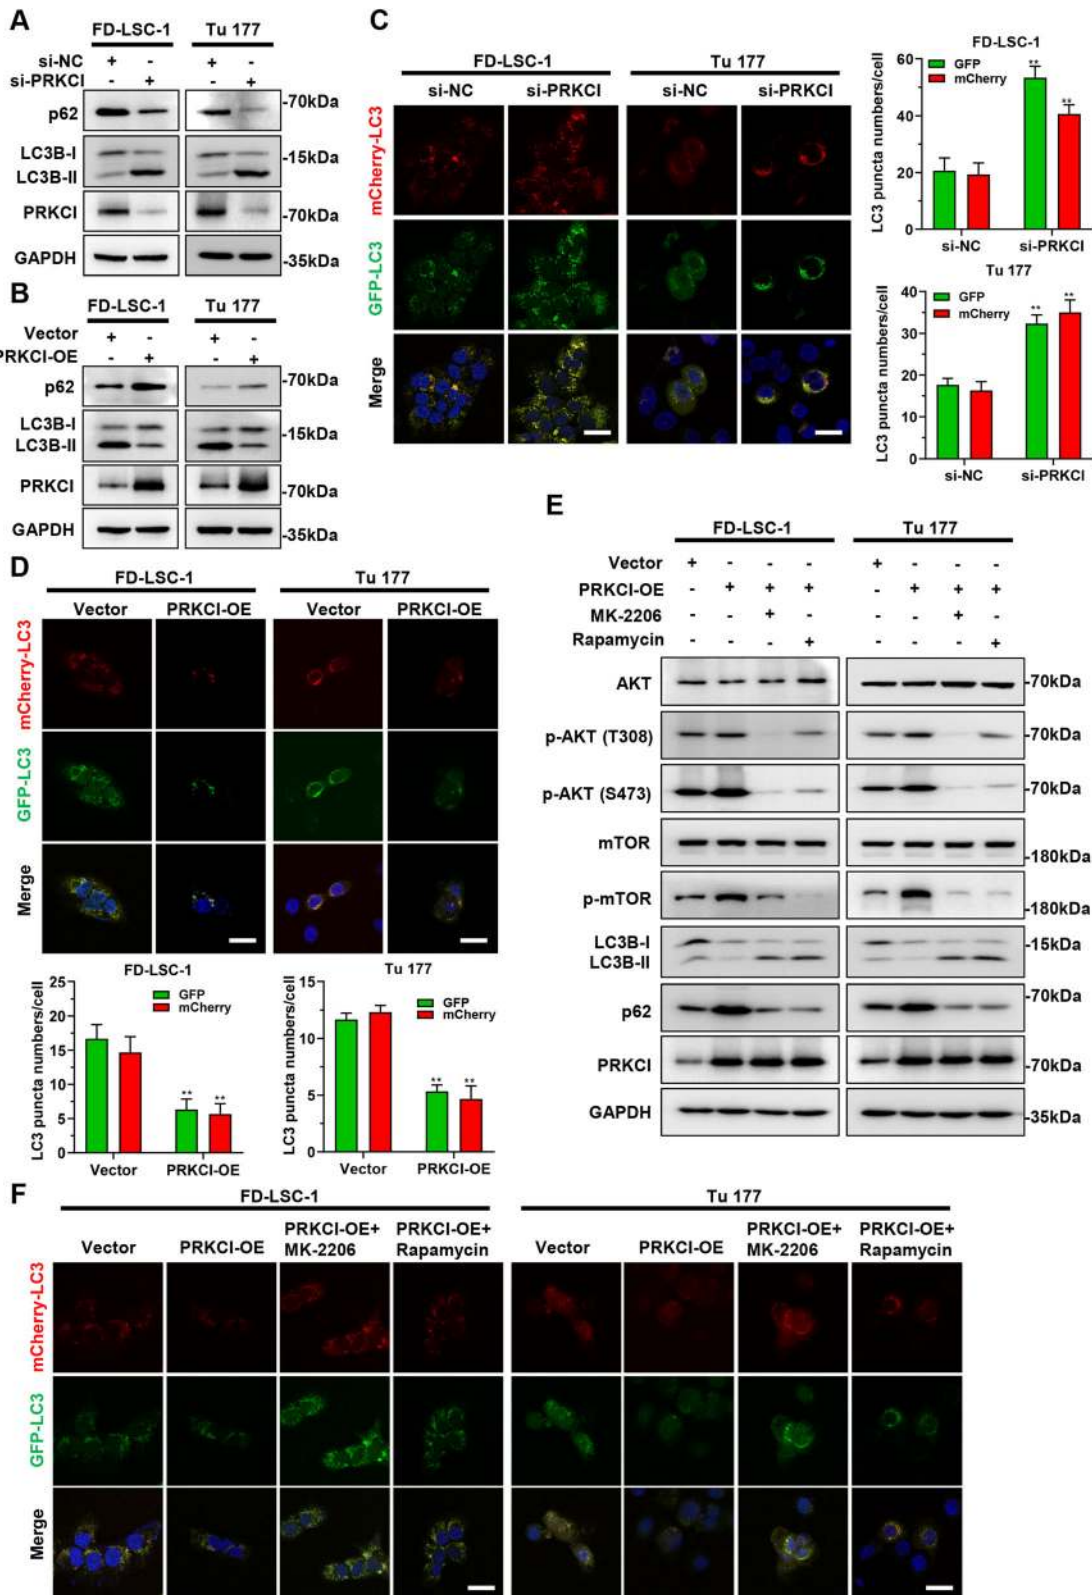 A
FD-LSC-1 Tu 177
si-NC + - + -
si-PRKCI - + - +
p62 -70kDa
LC3B-I -15kDa
LC3B-II
PRKCI -70kDa
GAPDH -35kDa
B
FD-LSC-1 Tu 177
Vector + - + -
PRKCI-OE - + - +
p62 -70kDa
LC3B-I -15kDa
LC3B-II
PRKCI -70kDa
GAPDH -35kDa
C
FD-LSC-1 Tu 177
si-NC si-PRKCI si-NC si-PRKCI
mCherry-LC3
GFP-LC3
Merge
FD-LSC-1
LC3 puncta numbers/cell
60
40
20
0
GFP
mCherry
** **
si-NC si-PRKCI
Tu 177
LC3 puncta numbers/cell
40
30
20
10
0
GFP
mCherry
** **
si-NC si-PRKCI
D
FD-LSC-1 Tu 177
Vector PRKCI-OE Vector PRKCI-OE
mCherry-LC3
GFP-LC3
Merge
FD-LSC-1
LC3 puncta numbers/cell
25
20
15
10
5
0
GFP
mCherry
** **
Vector PRKCI-OE
Tu 177
LC3 puncta numbers/cell
15
10
5
0
GFP
mCherry
** **
Vector PRKCI-OE
E
FD-LSC-1 Tu 177
Vector + - - - + - - -
PRKCI-OE - + + + - + + +
MK-2206 - - + - - - + -
Rapamycin - - - + - - - +
AKT -70kDa
p-AKT (T308) -70kDa
p-AKT (S473) -70kDa
mTOR -180kDa
p-mTOR -180kDa
LC3B-I -15kDa
LC3B-II
p62 -70kDa
PRKCI -70kDa
GAPDH -35kDa
F
FD-LSC-1 Tu 177
Vector PRKCI-OE PRKCI-OE+ MK-2206 PRKCI-OE+ Rapamycin Vector PRKCI-OE PRKCI-OE+ MK-2206 PRKCI-OE+ Rapamycin
mCherry-LC3
GFP-LC3
Merge